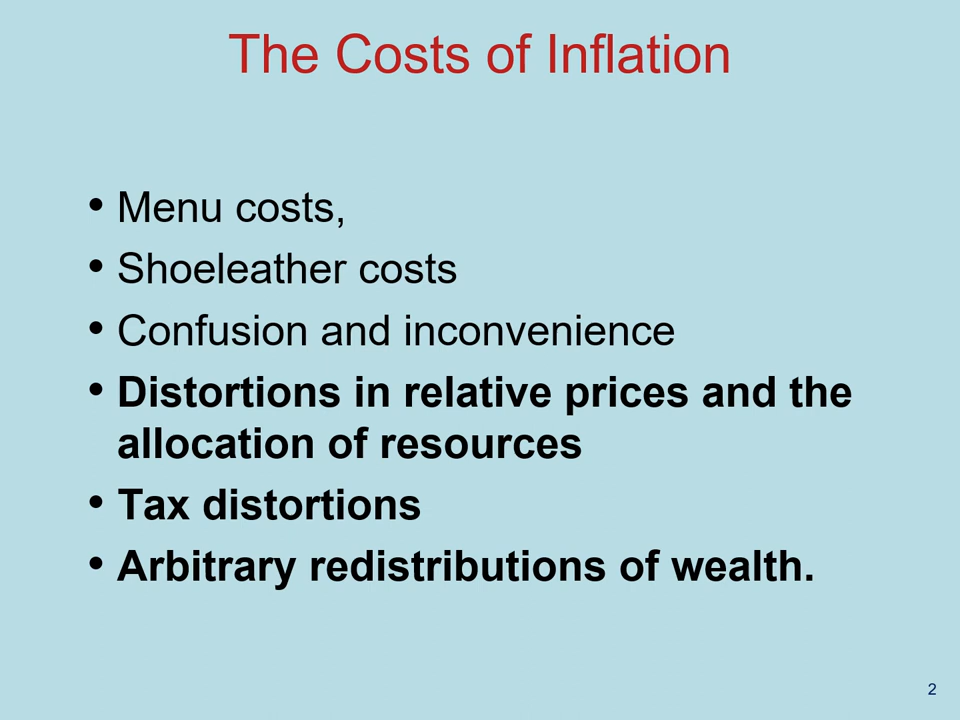 The Costs of Inflation
• Menu costs,
• Shoeleather costs
• Confusion and inconvenience
• Distortions in relative prices and the
allocation of resources
• Tax distortions
• Arbitrary redistributions of wealth.
2